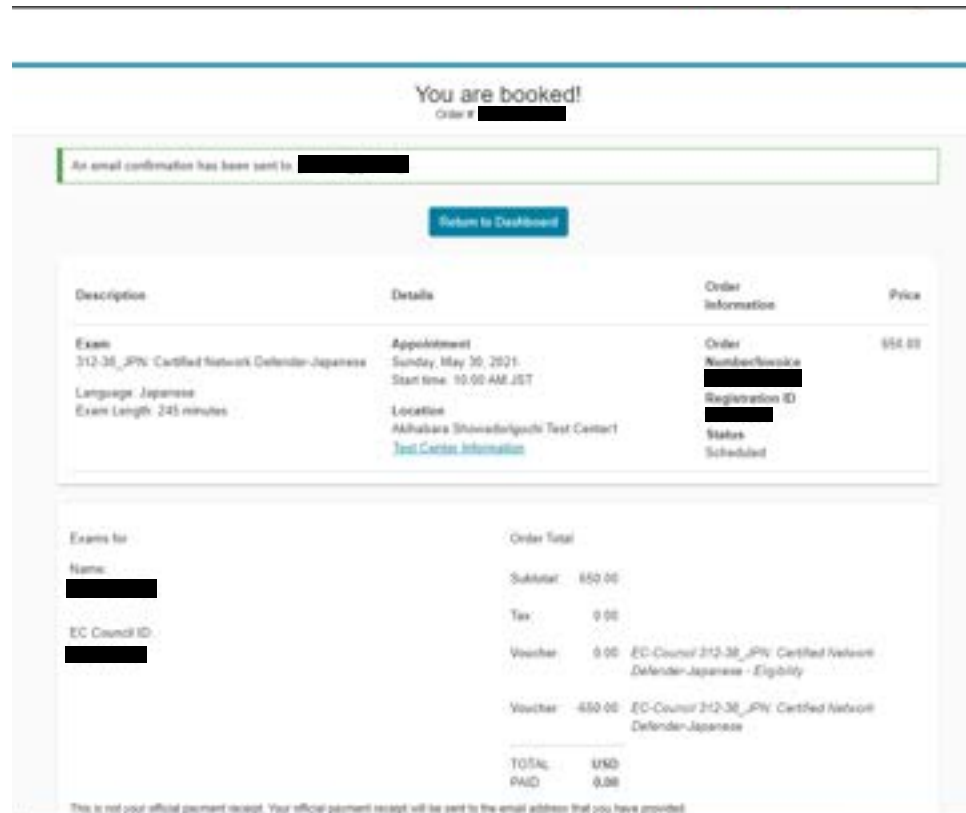 You are booked!
Order #
An email confirmation has been sent to
Return to Dashboard
Description Details Order Information Price
Exam
312-38_JPN: Certified Network Defender-Japanese
Language: Japanese
Exam Length: 245 minutes
Appointment
Sunday, May 30, 2021
Start time: 10:00 AM JST
Location
Akihabara Showadoriguchi Test Center1
Test Center Information
Order
Number/Invoice
Registration ID
Status
Scheduled
650.00
Exams for
Name:
EC Council ID:
Order Total
Subtotal: 650.00
Tax: 0.00
Voucher: 0.00 EC-Council 312-38_JPN: Certified Network
Defender-Japanese - Eligibility
Voucher: -650.00 EC-Council 312-38_JPN: Certified Network
Defender-Japanese
TOTAL USD
PAID 0.00
This is not your official payment receipt. Your official payment receipt will be sent to the email address that you have provided.